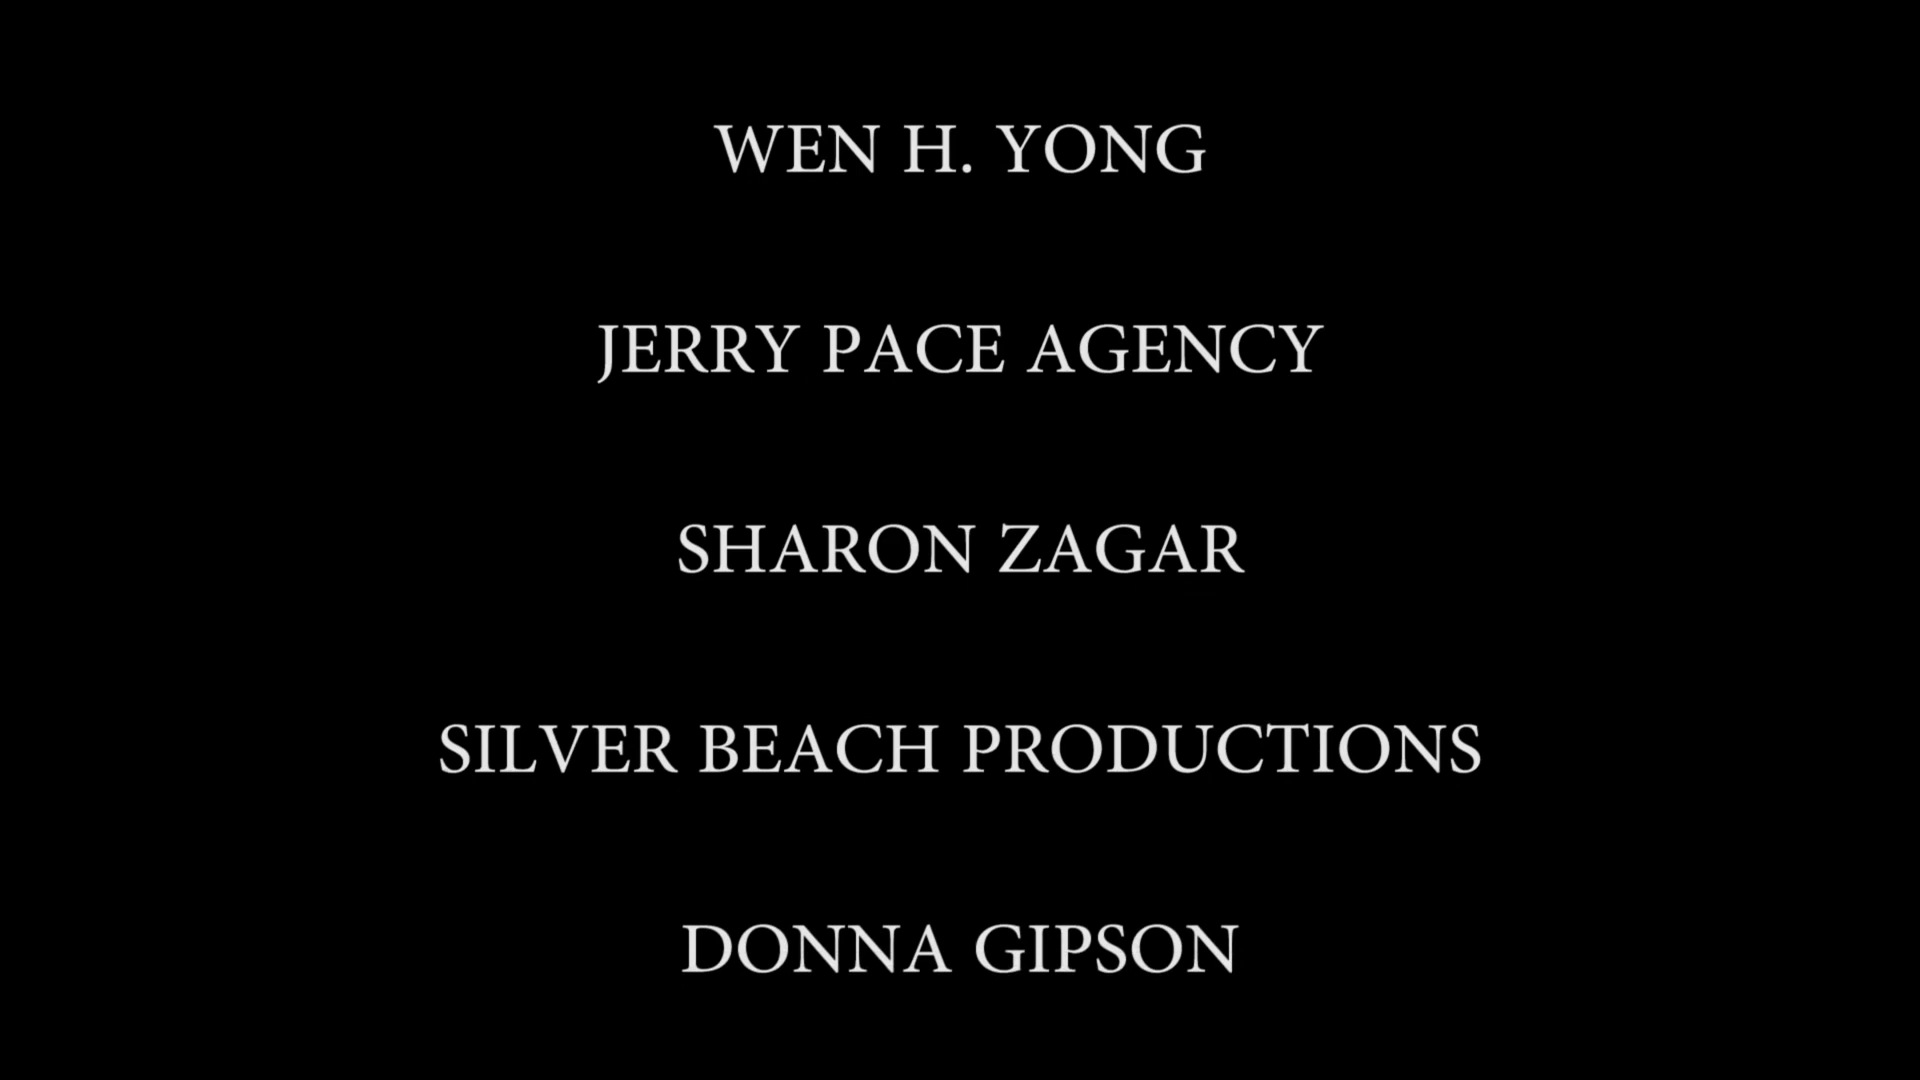 WEN H. YONG
JERRY PACE AGENCY
SHARON ZAGAR
SILVER BEACH PRODUCTIONS
DONNA GIPSON